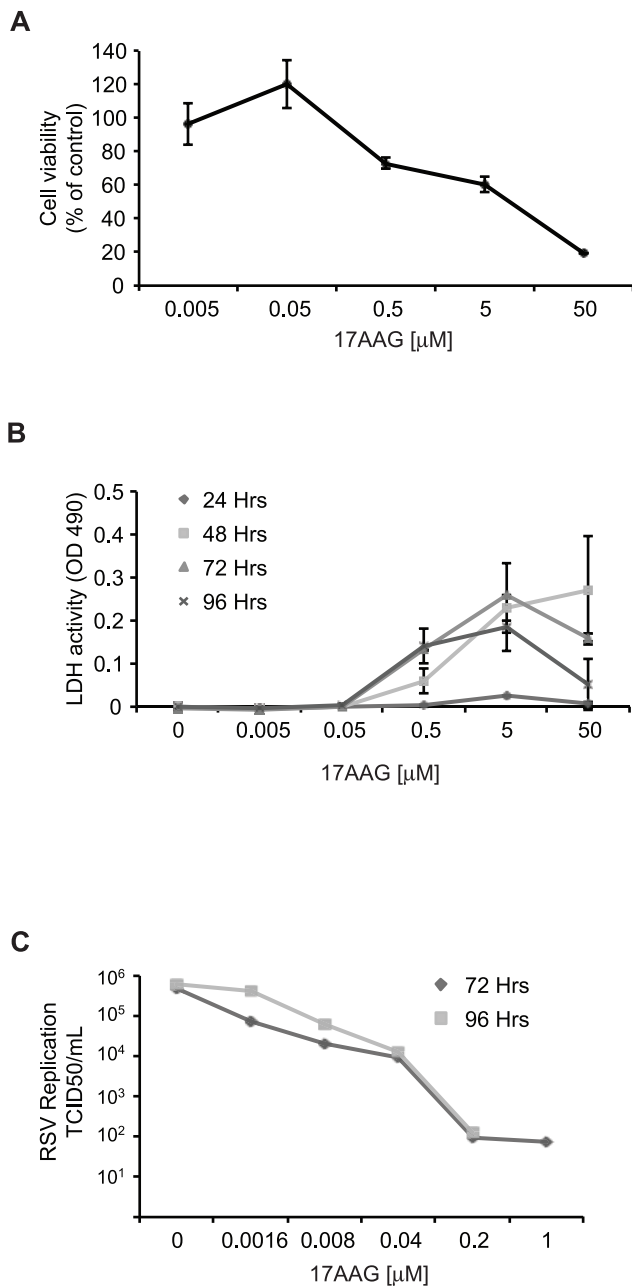 A
140
120
100
80
60
40
20
0
Cell viability
(% of control)
0.005 0.05 0.5 5 50
17AAG [μM]
B
0.5
0.4
0.3
0.2
0.1
0
LDH activity (OD 490)
24 Hrs
48 Hrs
72 Hrs
96 Hrs
0 0.005 0.05 0.5 5 50
17AAG [μM]
C
10⁶
10⁵
10⁴
10³
10²
10¹
RSV Replication
TCID50/mL
72 Hrs
96 Hrs
0 0.0016 0.008 0.04 0.2 1
17AAG [μM]